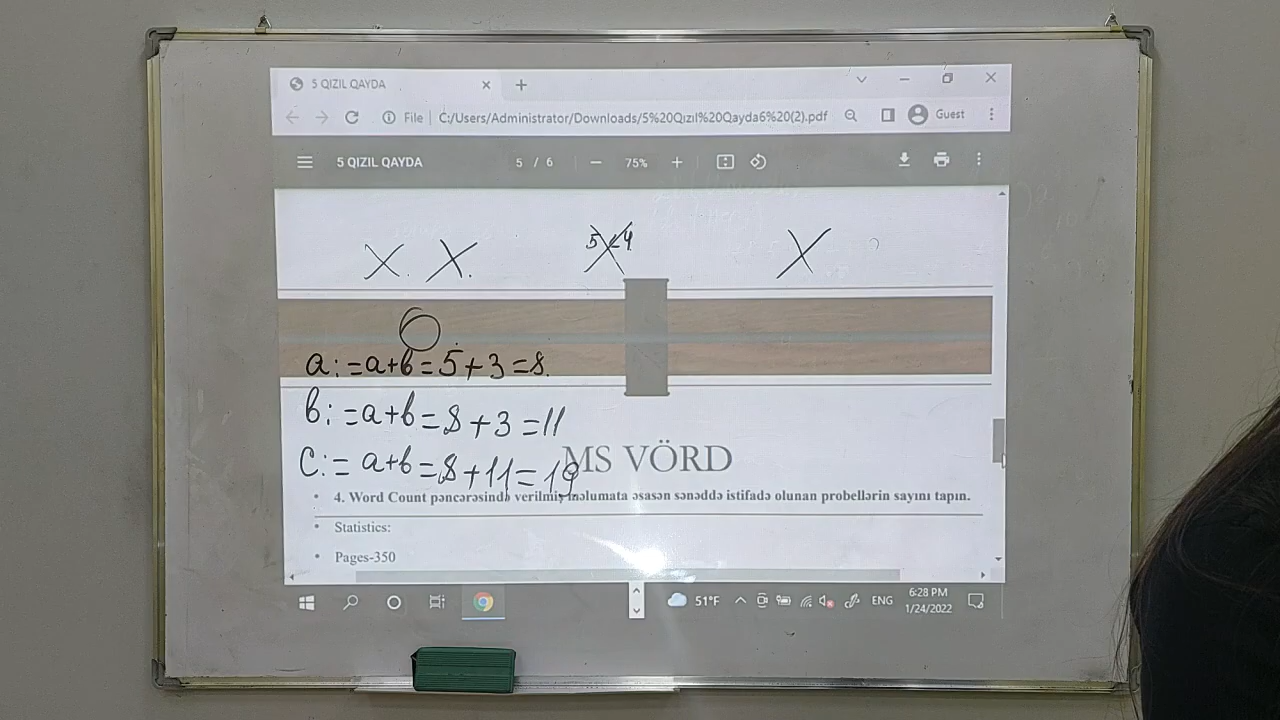 5 QIZIL QAYDA
File | C:/Users/Administrator/Downloads/5%20Qızıl%20Qayda6%20(2).pdf Guest
5 QIZIL QAYDA 5 / 6 75%
X. X. 5<4 X
6
a:=a+b=5+3=8.
b:=a+b=8+3=11
C:=a+b=8+11=19
MS VÖRD
• 4. Word Count pəncərəsində verilmiş məlumata əsasən sənəddə istifadə olunan probellərin sayını tapın.
• Statistics:
• Pages-350
51°F ENG 6:28 PM
1/24/2022